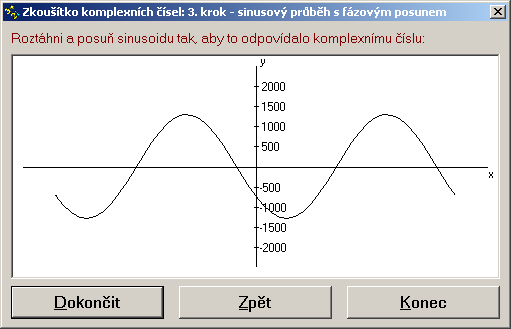 Zkoušítko komplexních čísel: 3. krok - sinusový průběh s fázovým posunem
Roztáhni a posuň sinusoidu tak, aby to odpovídalo komplexnímu číslu:
y
2000
1500
1000
500
x
-500
-1000
-1500
-2000
Dokončit Zpět Konec